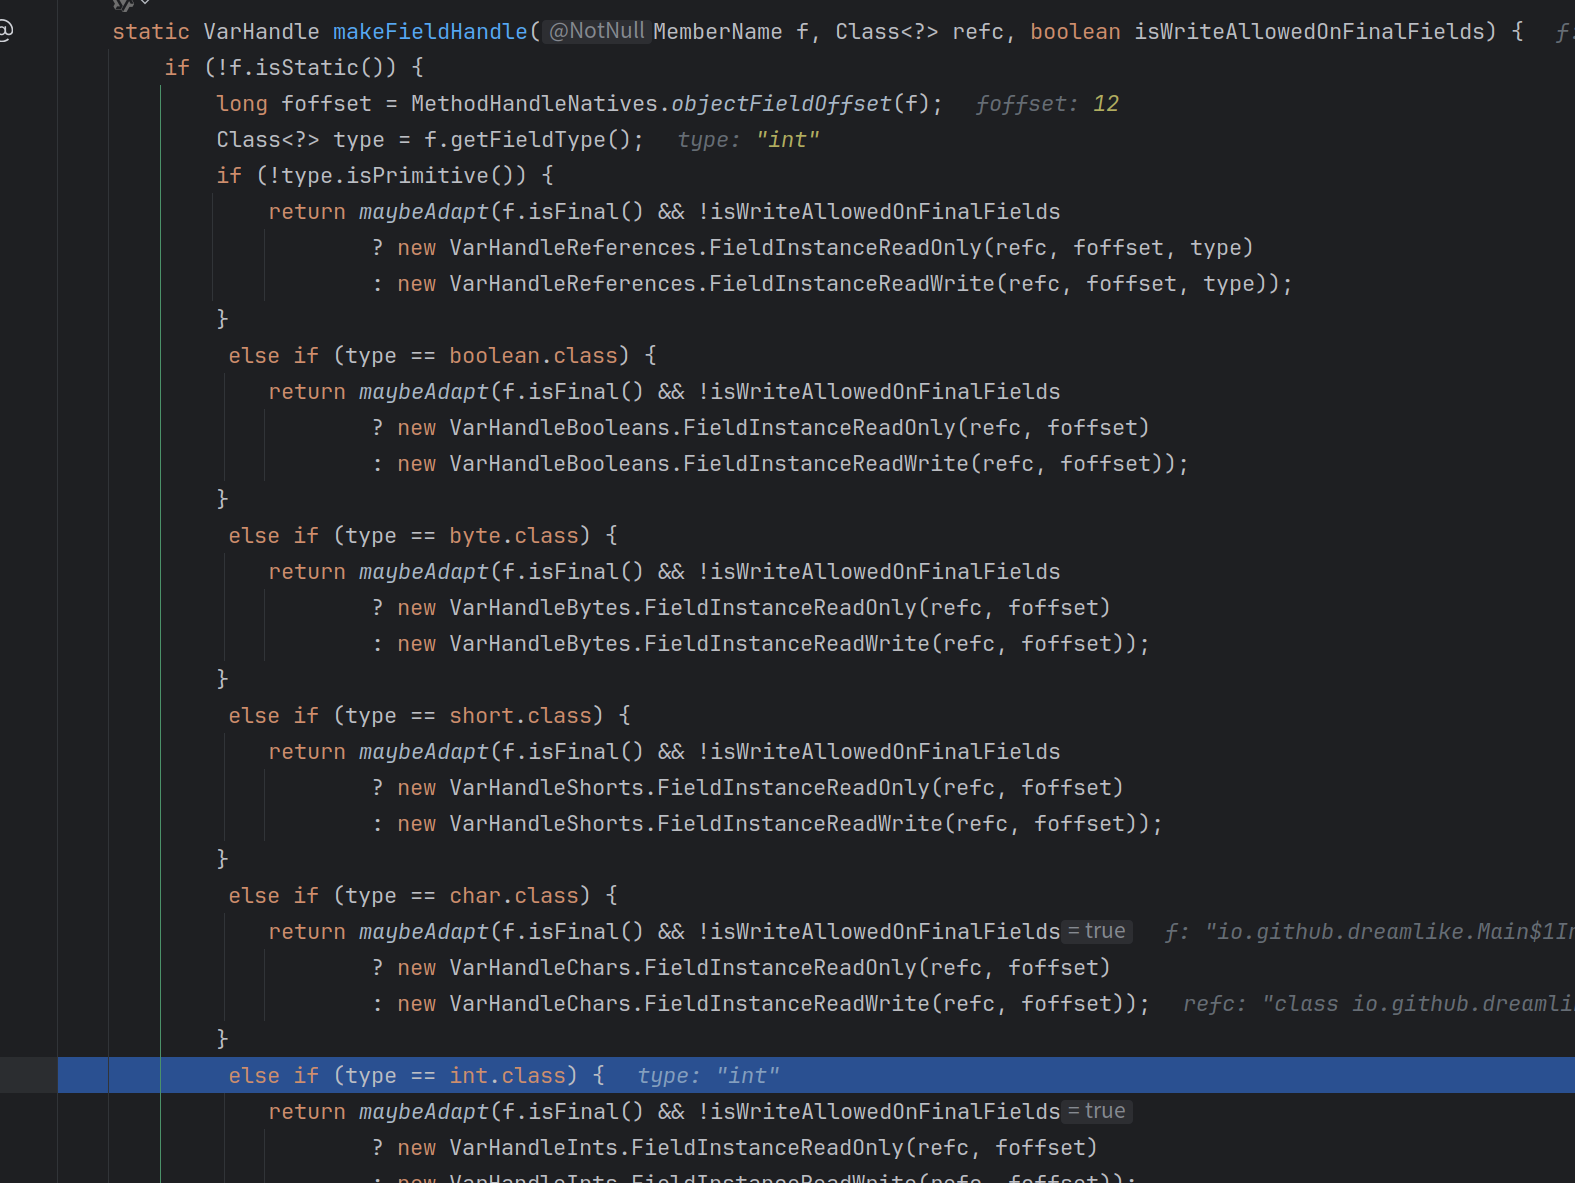 @ static VarHandle makeFieldHandle(@NotNull MemberName f, Class<?> refc, boolean isWriteAllowedOnFinalFields) { f:
if (!f.isStatic()) {
long foffset = MethodHandleNatives.objectFieldOffset(f); foffset: 12
Class<?> type = f.getFieldType(); type: "int"
if (!type.isPrimitive()) {
return maybeAdapt(f.isFinal() && !isWriteAllowedOnFinalFields
? new VarHandleReferences.FieldInstanceReadOnly(refc, foffset, type)
: new VarHandleReferences.FieldInstanceReadWrite(refc, foffset, type));
}
else if (type == boolean.class) {
return maybeAdapt(f.isFinal() && !isWriteAllowedOnFinalFields
? new VarHandleBooleans.FieldInstanceReadOnly(refc, foffset)
: new VarHandleBooleans.FieldInstanceReadWrite(refc, foffset));
}
else if (type == byte.class) {
return maybeAdapt(f.isFinal() && !isWriteAllowedOnFinalFields
? new VarHandleBytes.FieldInstanceReadOnly(refc, foffset)
: new VarHandleBytes.FieldInstanceReadWrite(refc, foffset));
}
else if (type == short.class) {
return maybeAdapt(f.isFinal() && !isWriteAllowedOnFinalFields
? new VarHandleShorts.FieldInstanceReadOnly(refc, foffset)
: new VarHandleShorts.FieldInstanceReadWrite(refc, foffset));
}
else if (type == char.class) {
return maybeAdapt(f.isFinal() && !isWriteAllowedOnFinalFields = true f: "io.github.dreamlike.Main$1In
? new VarHandleChars.FieldInstanceReadOnly(refc, foffset)
: new VarHandleChars.FieldInstanceReadWrite(refc, foffset)); refc: "class io.github.dreamli
}
else if (type == int.class) { type: "int"
return maybeAdapt(f.isFinal() && !isWriteAllowedOnFinalFields = true
? new VarHandleInts.FieldInstanceReadOnly(refc, foffset)
: new VarHandleInts.FieldInstanceReadWrite(refc, foffset));